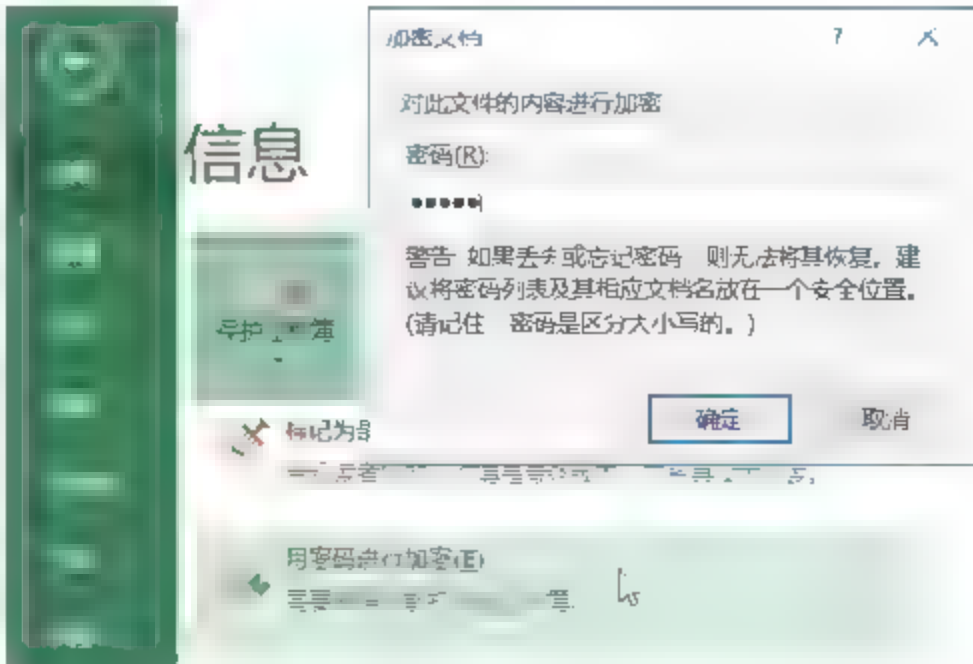 加密文档
对此文件的内容进行加密
信息
密码(R):
警告 如果丢失或忘记密码 则无法将其恢复。建
议将密码列表及其相应文档名放在一个安全位置。
(请记住 密码是区分大小写的。)
确定 取消
标记为
用密码进行加密(E)